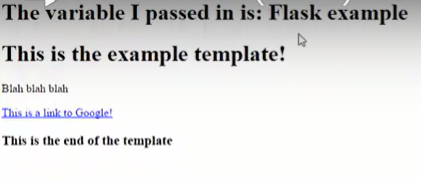 The variable I passed in is: Flask example
This is the example template!
Blah blah blah
This is a link to Google!
This is the end of the template